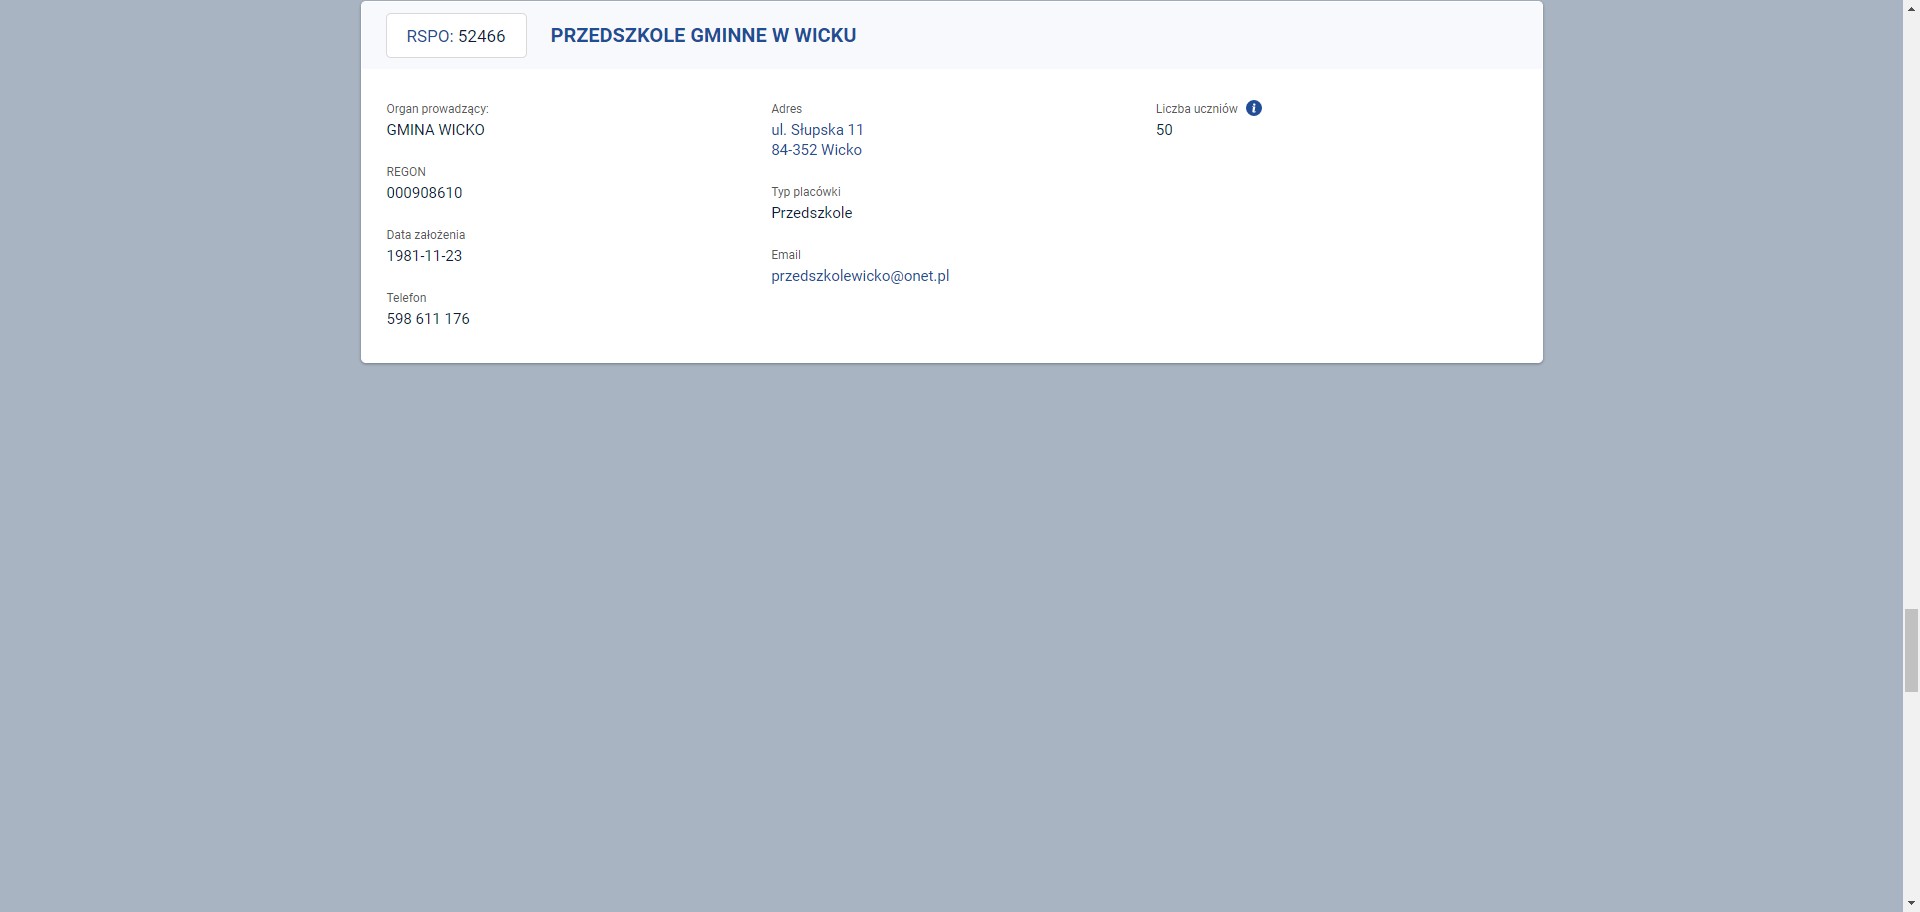 RSPO: 52466
PRZEDSZKOLE GMINNE W WICKU
Organ prowadzący:
GMINA WICKO
REGON
000908610
Data założenia
1981-11-23
Telefon
598 611 176
Adres
ul. Słupska 11
84-352 Wicko
Typ placówki
Przedszkole
Email
przedszkolewicko@onet.pl
Liczba uczniów i
50